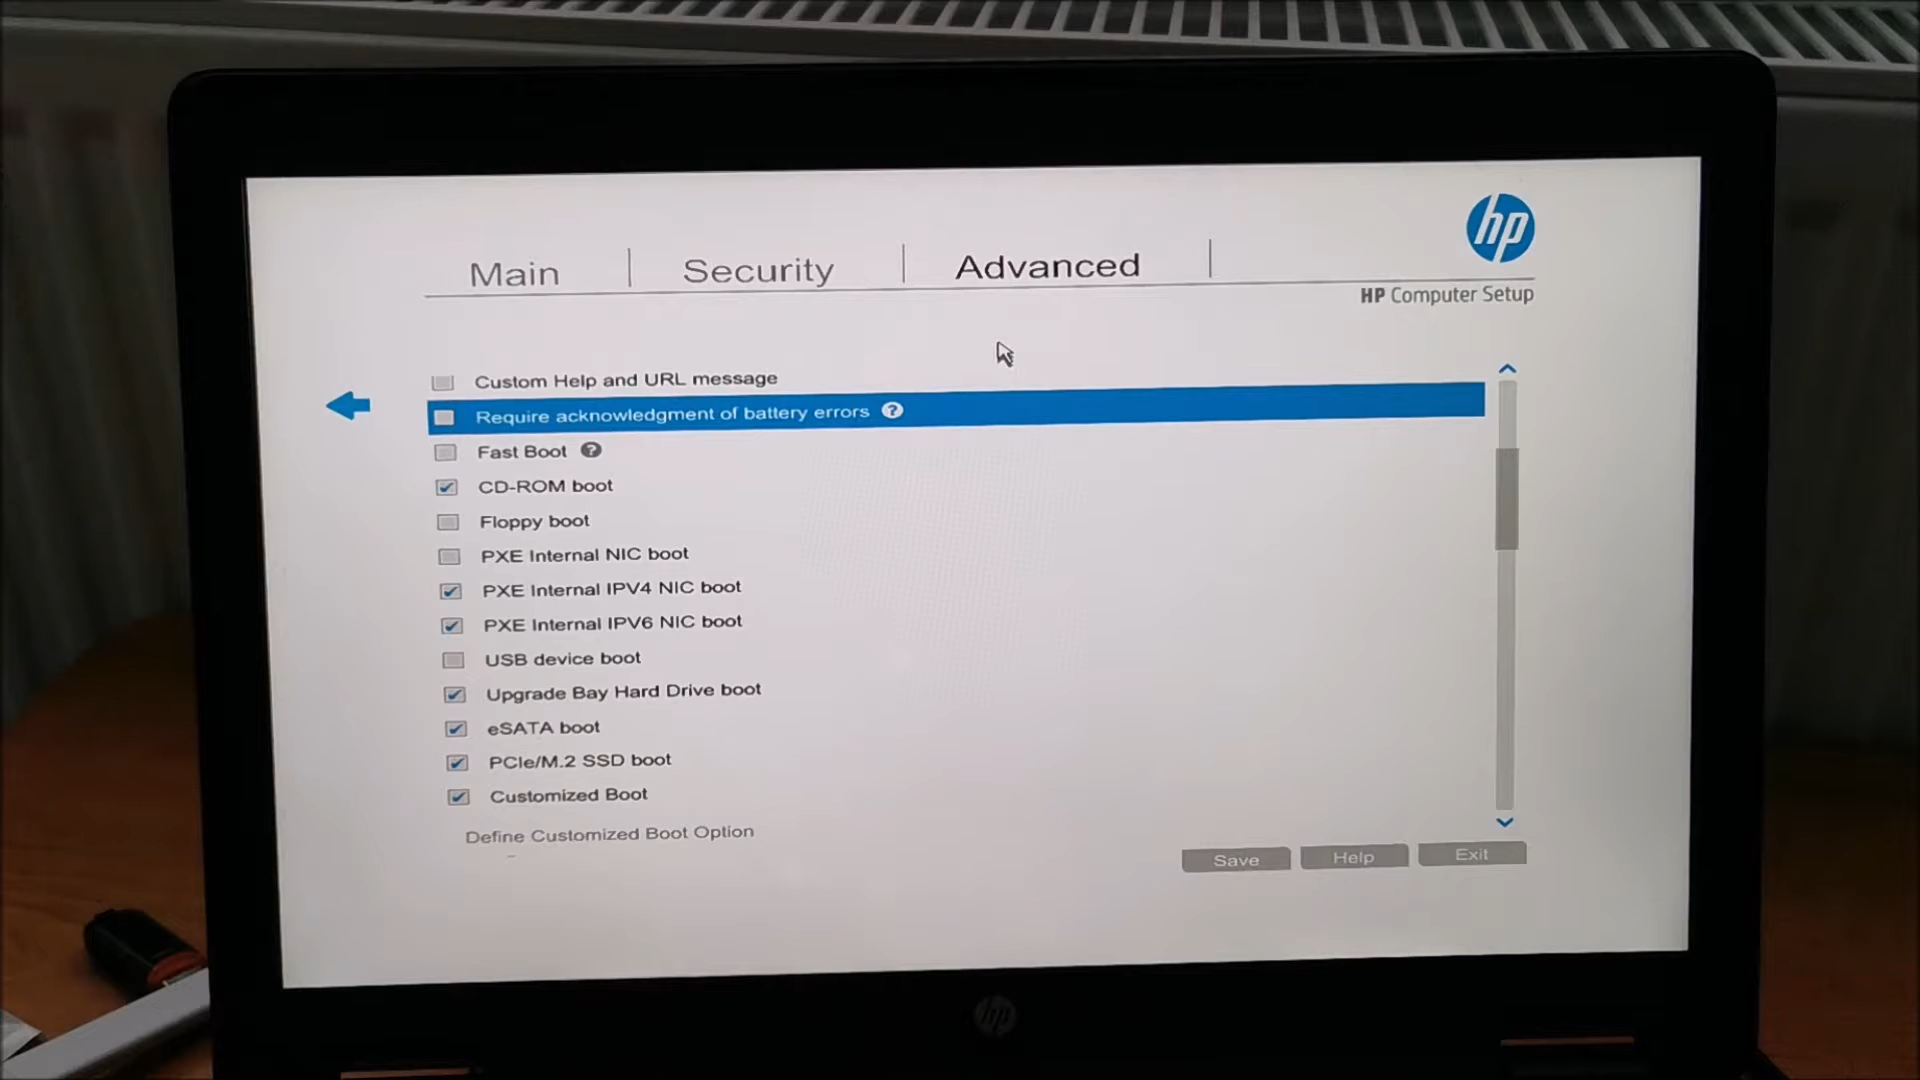 hp
Main
Security
Advanced
HP Computer Setup
Custom Help and URL message
Require acknowledgment of battery errors ?
Fast Boot ?
CD-ROM boot
Floppy boot
PXE Internal NIC boot
PXE Internal IPV4 NIC boot
PXE Internal IPV6 NIC boot
USB device boot
Upgrade Bay Hard Drive boot
eSATA boot
PCIe/M.2 SSD boot
Customized Boot
Define Customized Boot Option
Save
Help
Exit
hp